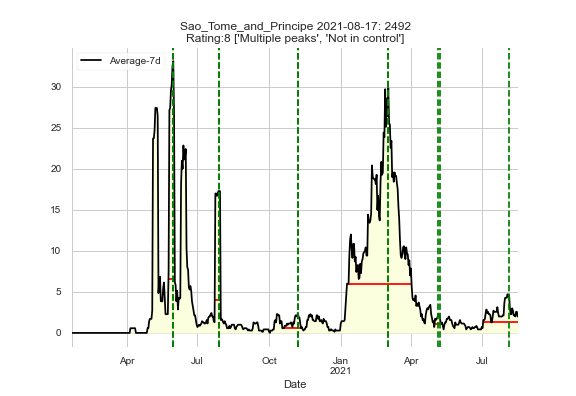 Sao_Tome_and_Principe 2021-08-17: 2492
Rating:8 ['Multiple peaks', 'Not in control']
Average-7d
30
25
20
15
10
5
0
Apr Jul Oct Jan Apr Jul
2021
Date